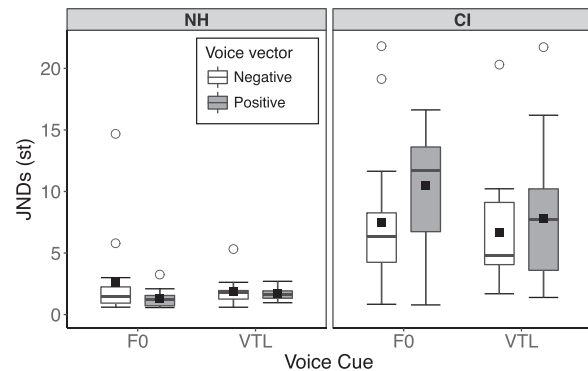 NH CI
Voice vector
Negative
Positive
JNDs (st)
20
15
10
5
0
F0 VTL F0 VTL
Voice Cue